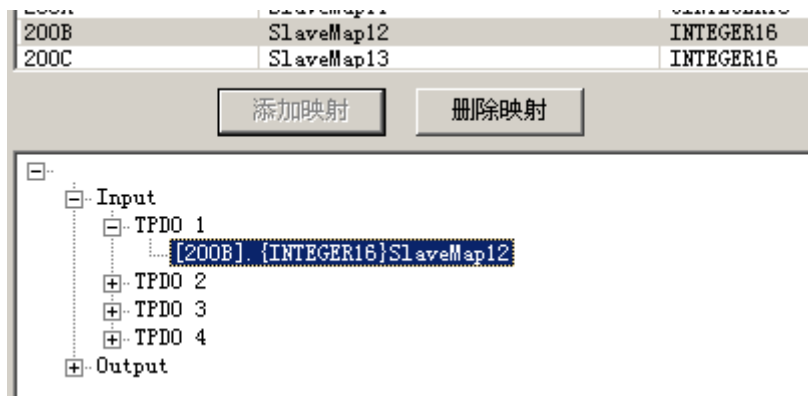 200B SlaveMap12 INTEGER16
200C SlaveMap13 INTEGER16
添加映射 删除映射
Input
TPDO 1
[200B]. {INTEGER16}SlaveMap12
TPDO 2
TPDO 3
TPDO 4
Output